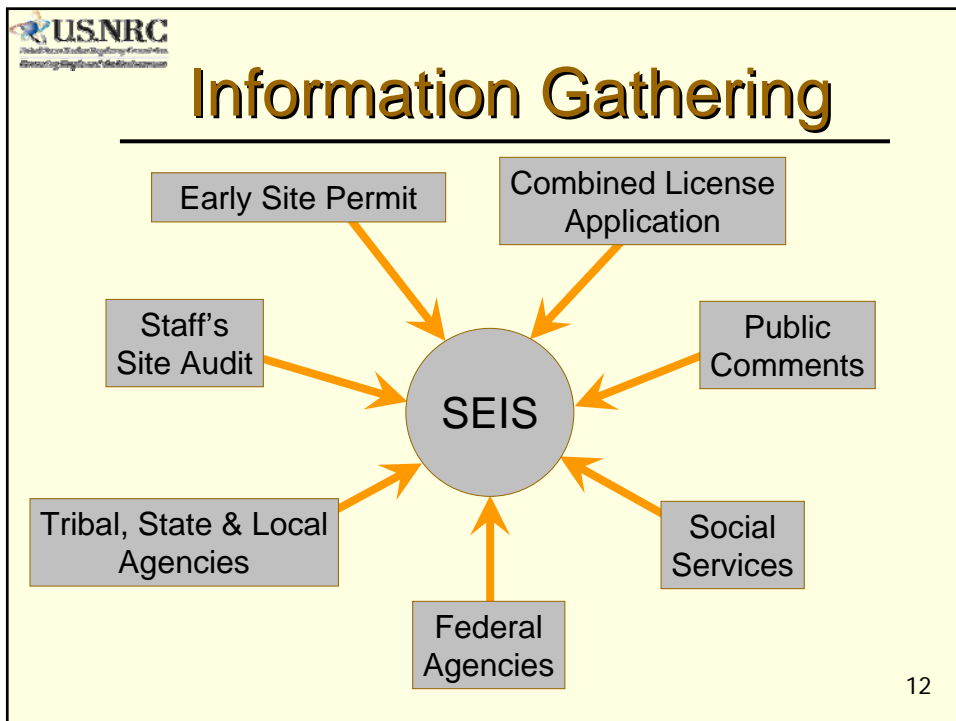 U.S.NRC
Information Gathering
Early Site Permit
Combined License
Application
Staff's
Site Audit
Public
Comments
SEIS
Tribal, State & Local
Agencies
Social
Services
Federal
Agencies
12